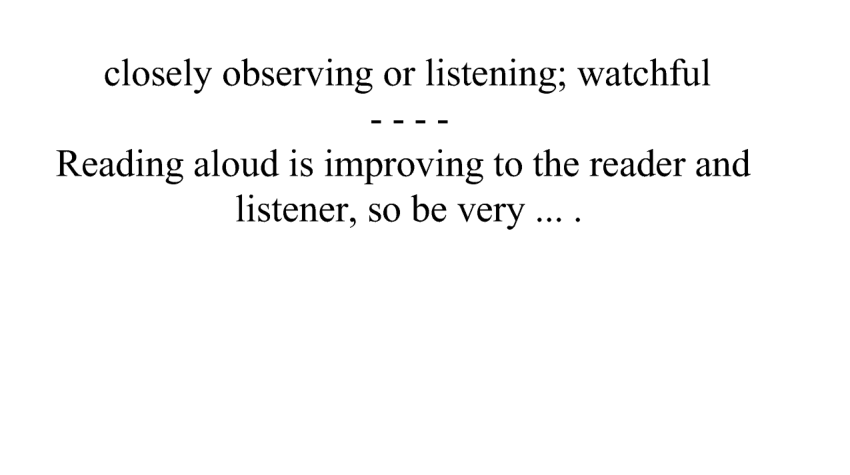 closely observing or listening; watchful
- - - -
Reading aloud is improving to the reader and
listener, so be very ... .